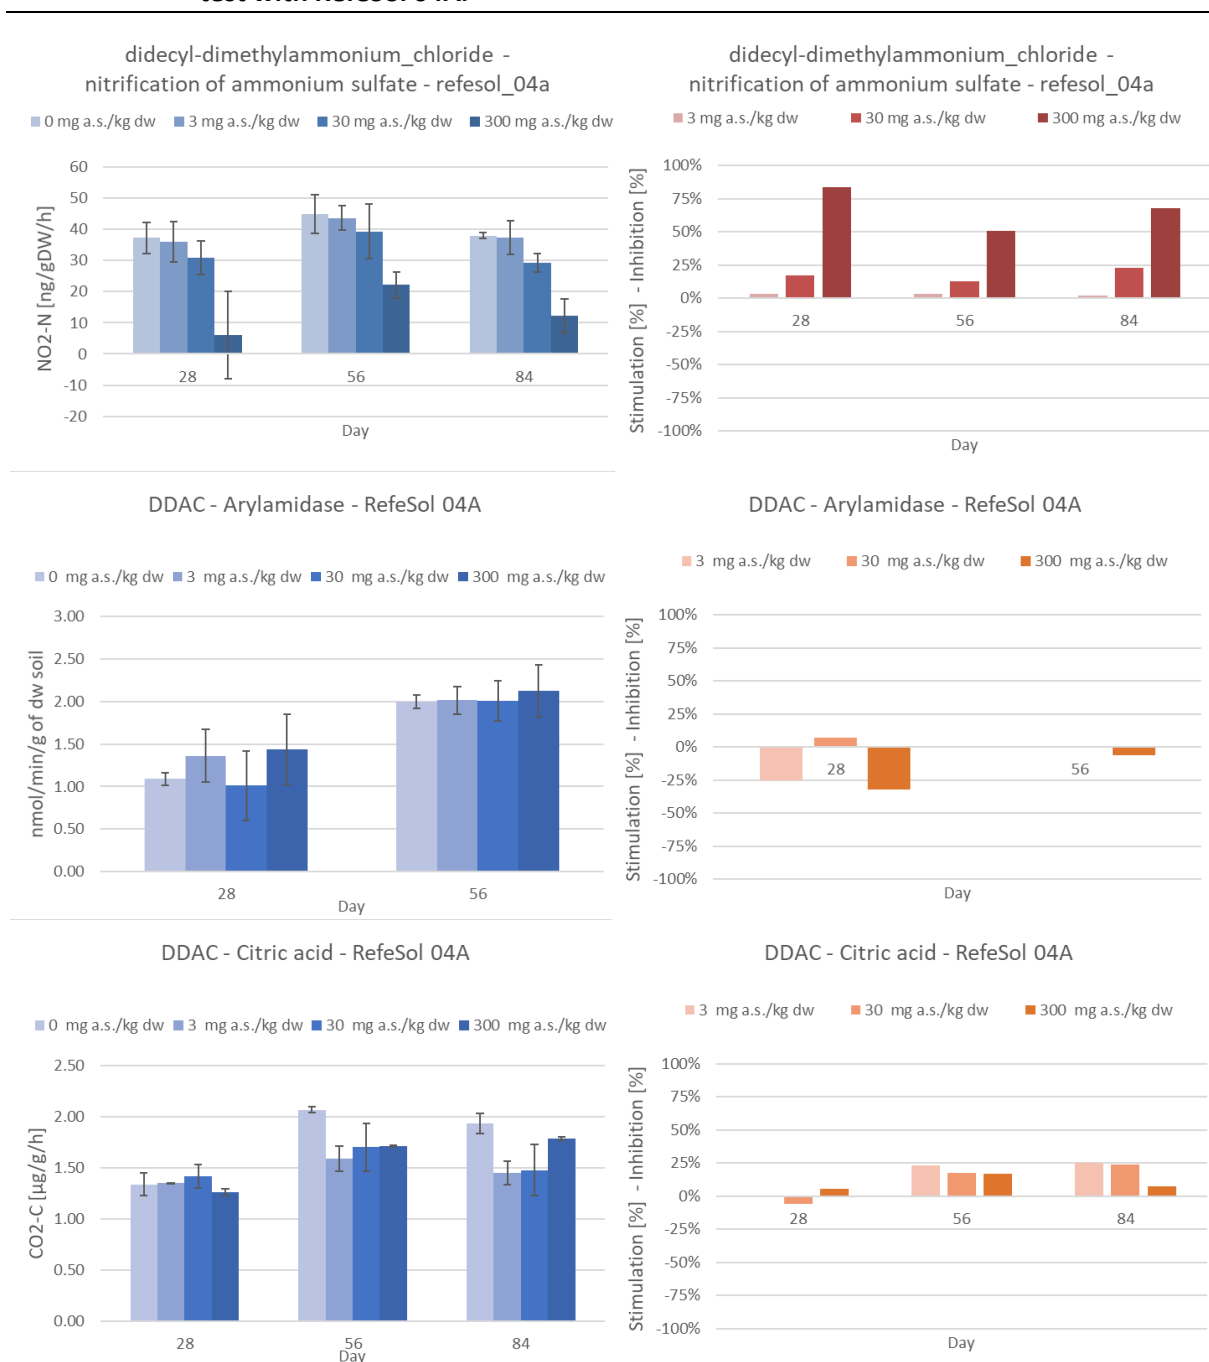 didecyl-dimethylammonium_chloride -
nitrification of ammonium sulfate - refesol_04a
0 mg a.s./kg dw 3 mg a.s./kg dw 30 mg a.s./kg dw 300 mg a.s./kg dw
NO2-N [ng/gDW/h]
60
50
40
30
20
10
0
-10
-20
28 56 84
Day
didecyl-dimethylammonium_chloride -
nitrification of ammonium sulfate - refesol_04a
3 mg a.s./kg dw 30 mg a.s./kg dw 300 mg a.s./kg dw
Stimulation [%] - Inhibition [%]
100%
75%
50%
25%
0%
-25%
-50%
-75%
-100%
28 56 84
Day
DDAC - Arylamidase - RefeSol 04A
0 mg a.s./kg dw 3 mg a.s./kg dw 30 mg a.s./kg dw 300 mg a.s./kg dw
nmol/min/g of dw soil
3.00
2.50
2.00
1.50
1.00
0.50
0.00
28 56
Day
DDAC - Arylamidase - RefeSol 04A
3 mg a.s./kg dw 30 mg a.s./kg dw 300 mg a.s./kg dw
Stimulation [%] - Inhibition [%]
100%
75%
50%
25%
0%
-25%
-50%
-75%
-100%
28 56
Day
DDAC - Citric acid - RefeSol 04A
0 mg a.s./kg dw 3 mg a.s./kg dw 30 mg a.s./kg dw 300 mg a.s./kg dw
CO2-C [µg/g/h]
2.50
2.00
1.50
1.00
0.50
0.00
28 56 84
Day
DDAC - Citric acid - RefeSol 04A
3 mg a.s./kg dw 30 mg a.s./kg dw 300 mg a.s./kg dw
Stimulation [%] - Inhibition [%]
100%
75%
50%
25%
0%
-25%
-50%
-75%
-100%
28 56 84
Day